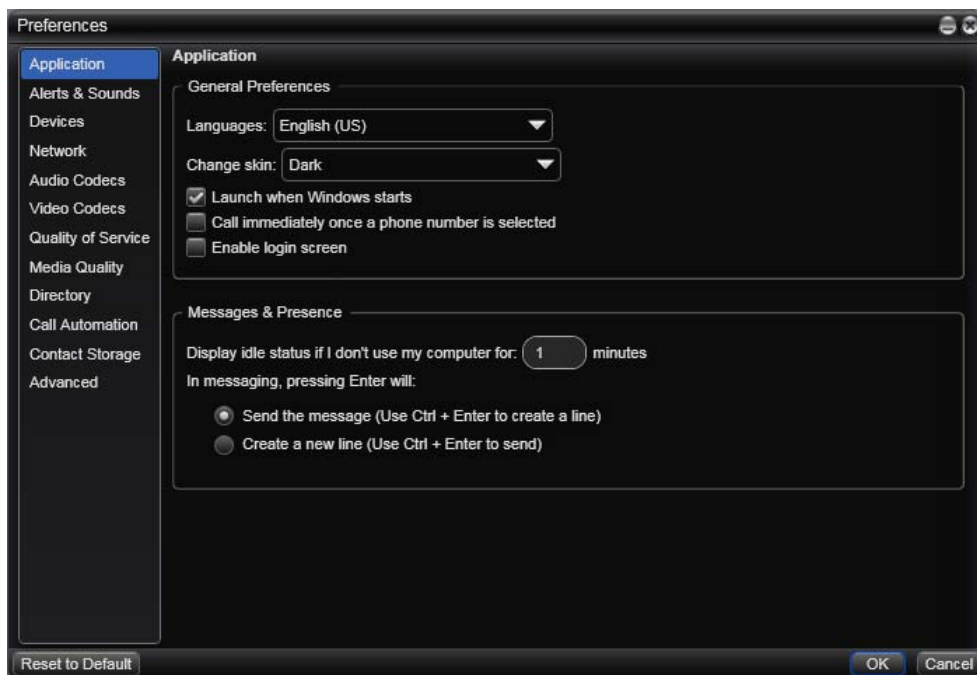 Preferences
Application
Alerts & Sounds
Devices
Network
Audio Codecs
Video Codecs
Quality of Service
Media Quality
Directory
Call Automation
Contact Storage
Advanced
Application
General Preferences
Languages: English (US)
Change skin: Dark
Launch when Windows starts
Call immediately once a phone number is selected
Enable login screen
Messages & Presence
Display idle status if I don't use my computer for: 1 minutes
In messaging, pressing Enter will:
Send the message (Use Ctrl + Enter to create a line)
Create a new line (Use Ctrl + Enter to send)
Reset to Default OK Cancel